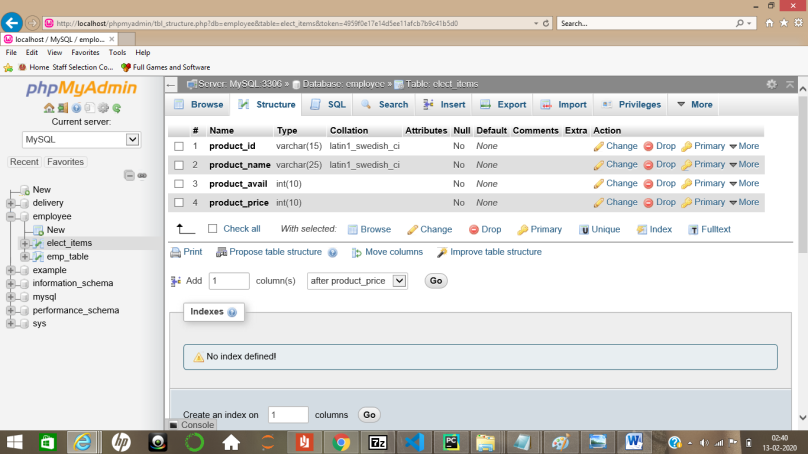 http://localhost/phpmyadmin/tbl_structure.php?db=employee&table=elect_items&token=4959f0e17e14d5ee11afcb7b9c41b5d0
Search...
localhost / MySQL / emplo...
File Edit View Favorites Tools Help
Home Staff Selection Co... Full Games and Software
phpMyAdmin
Current server:
MySQL
Recent Favorites
New
delivery
employee
New
elect_items
emp_table
example
information_schema
mysql
performance_schema
sys
Server: MySQL:3306 » Database: employee » Table: elect_items
Browse Structure SQL Search Insert Export Import Privileges More
# Name Type Collation Attributes Null Default Comments Extra Action
1 product_id varchar(15) latin1_swedish_ci No None Change Drop Primary More
2 product_name varchar(25) latin1_swedish_ci No None Change Drop Primary More
3 product_avail int(10) No None Change Drop Primary More
4 product_price int(10) No None Change Drop Primary More
Check all With selected: Browse Change Drop Primary Unique Index Fulltext
Print Propose table structure Move columns Improve table structure
Add 1 column(s) after product_price Go
Indexes
No index defined!
Create an index on 1 columns Go
Console
02:40
13-02-2020